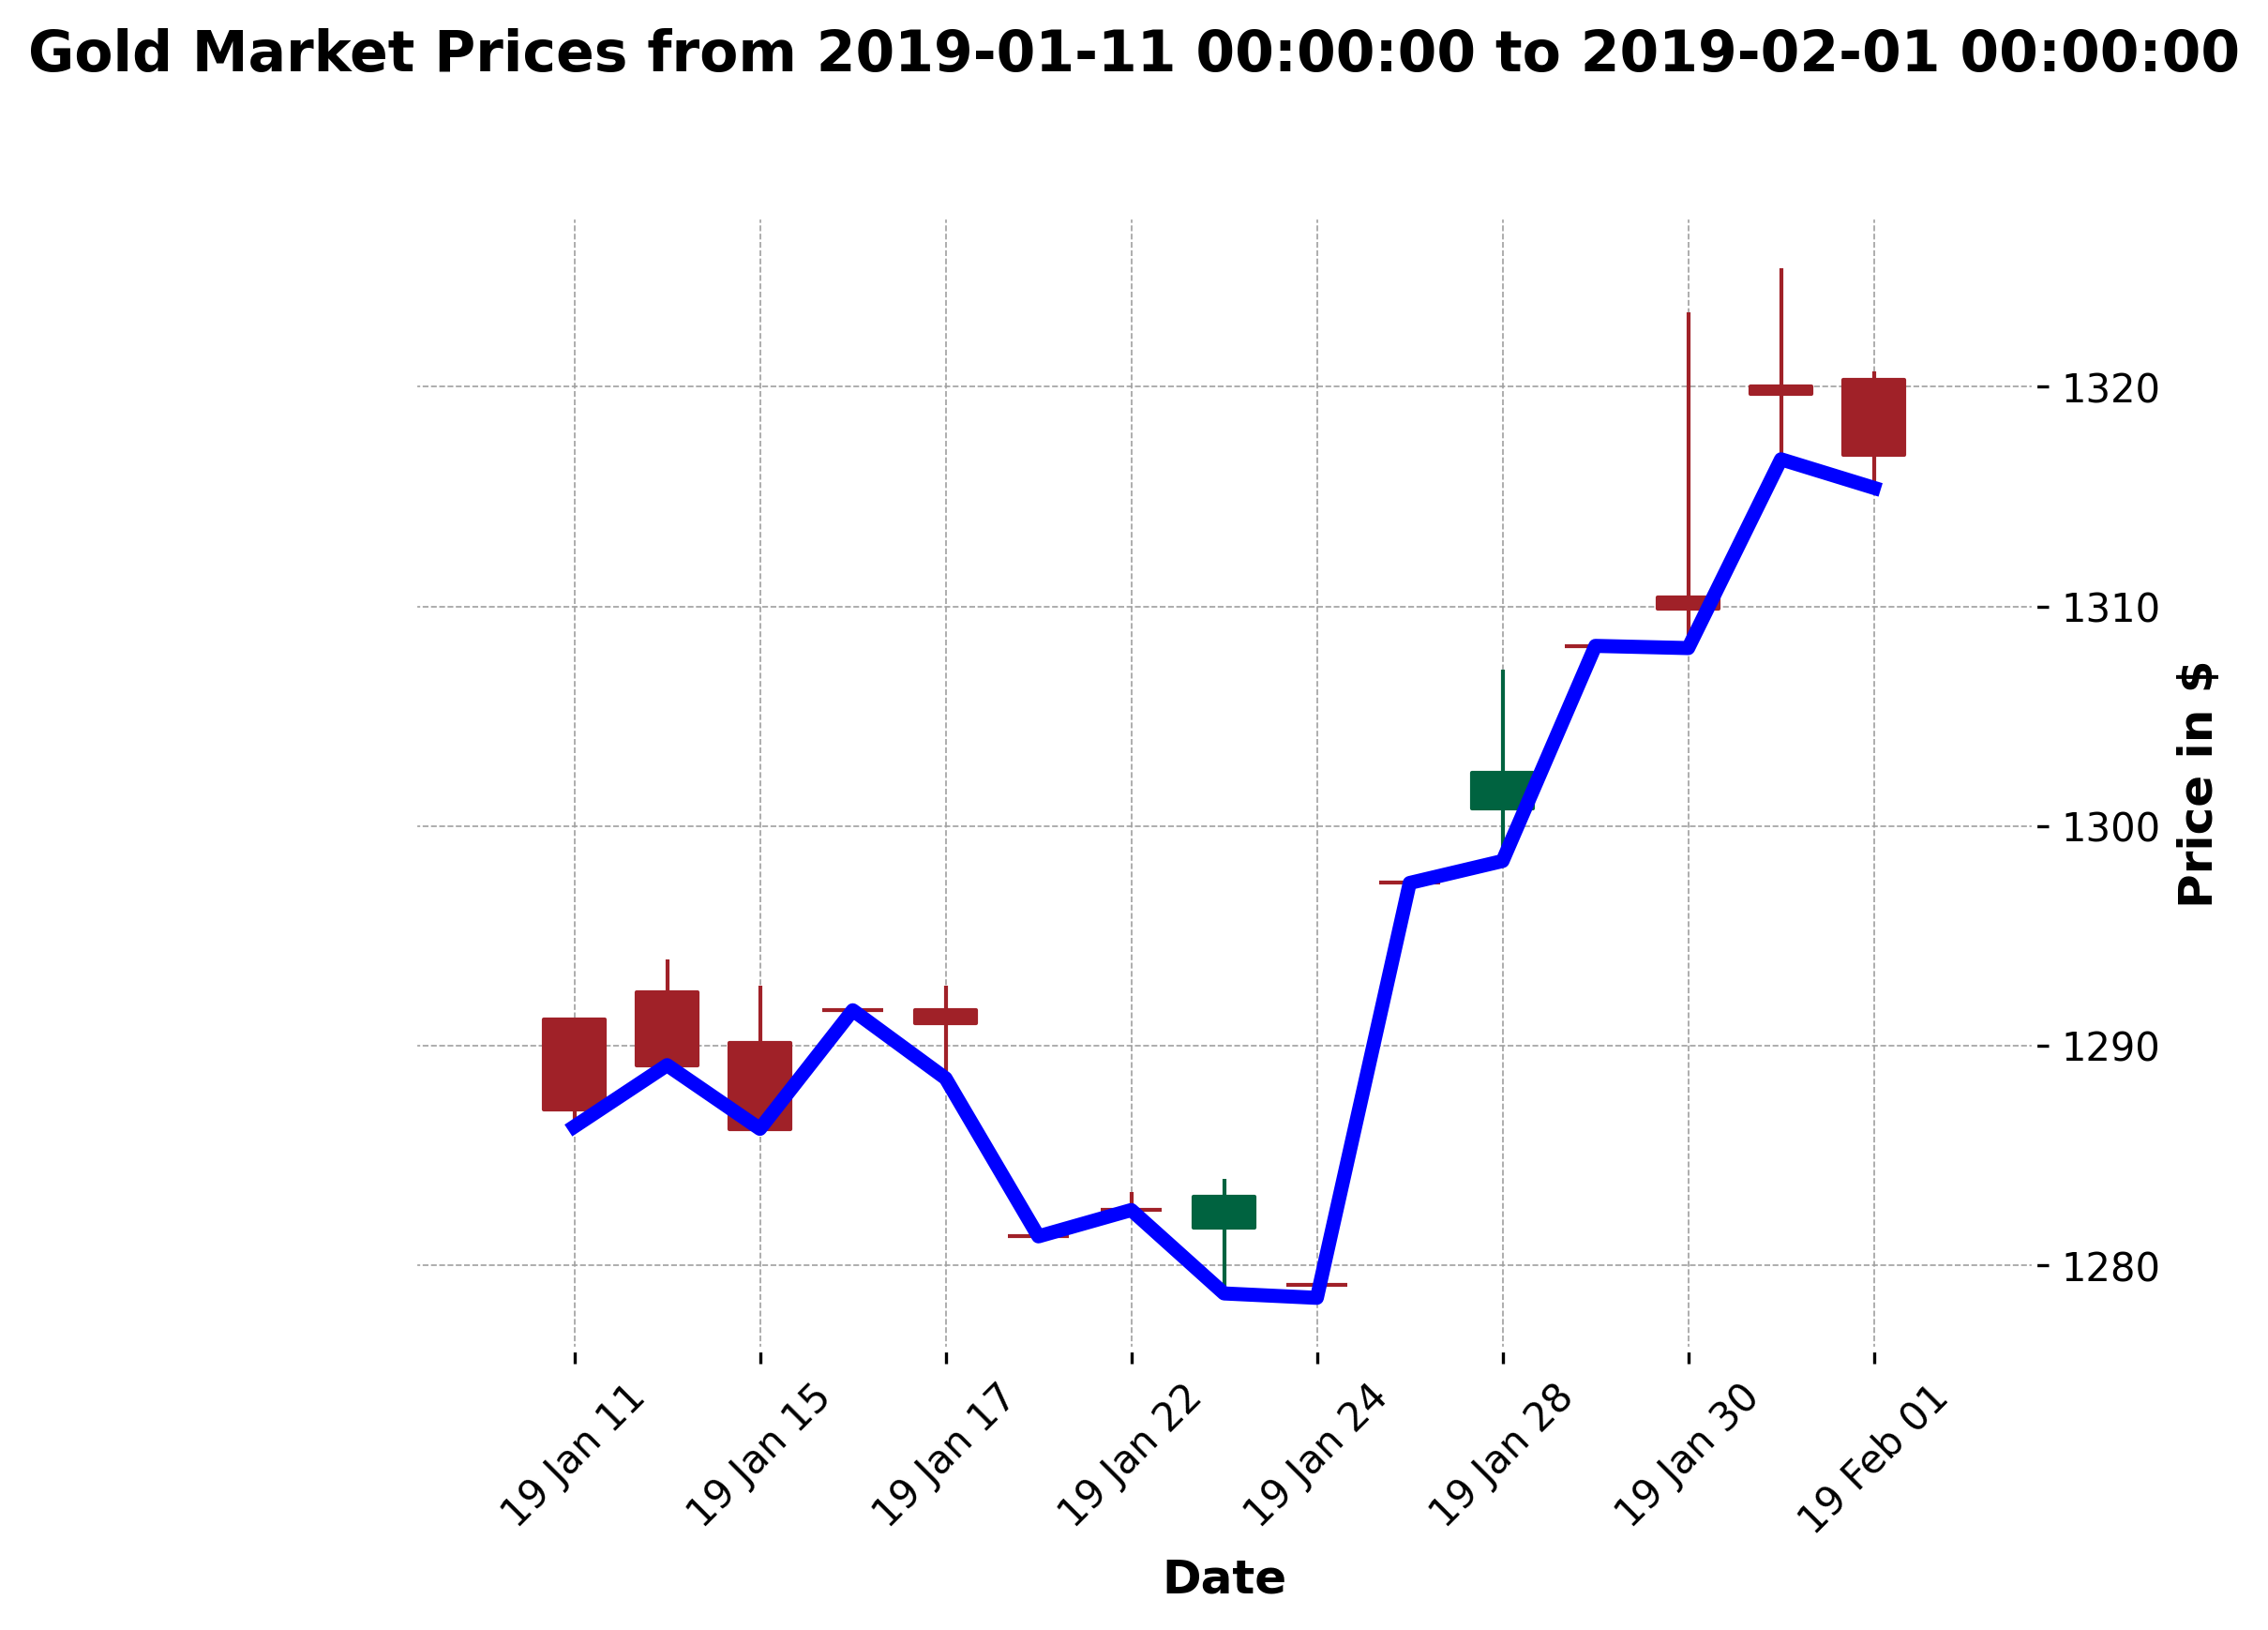 Gold Market Prices from 2019-01-11 00:00:00 to 2019-02-01 00:00:00
1320
1310
1300
1290
1280
Price in $
19 Jan 11
19 Jan 15
19 Jan 17
19 Jan 22
19 Jan 24
19 Jan 28
19 Jan 30
19 Feb 01
Date